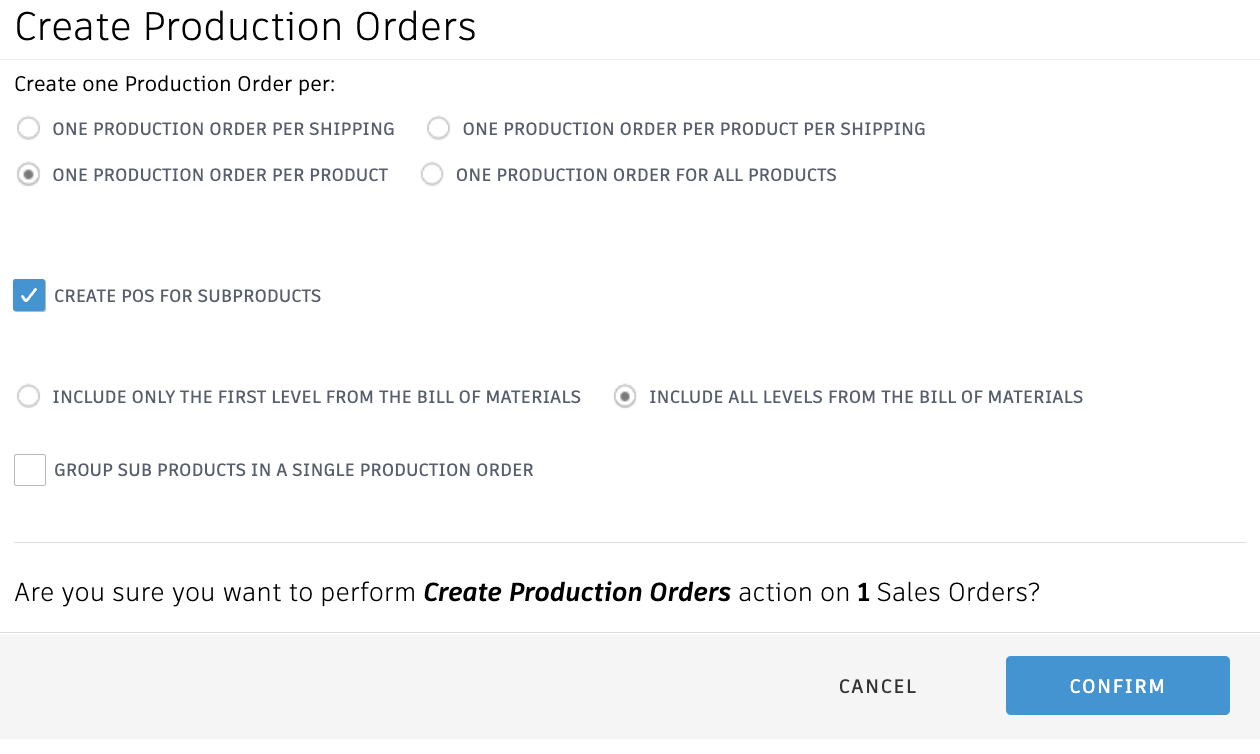 Create Production Orders
Create one Production Order per:
ONE PRODUCTION ORDER PER SHIPPING ONE PRODUCTION ORDER PER PRODUCT PER SHIPPING
ONE PRODUCTION ORDER PER PRODUCT ONE PRODUCTION ORDER FOR ALL PRODUCTS
CREATE POS FOR SUBPRODUCTS
INCLUDE ONLY THE FIRST LEVEL FROM THE BILL OF MATERIALS INCLUDE ALL LEVELS FROM THE BILL OF MATERIALS
GROUP SUB PRODUCTS IN A SINGLE PRODUCTION ORDER
Are you sure you want to perform Create Production Orders action on 1 Sales Orders?
CANCEL CONFIRM